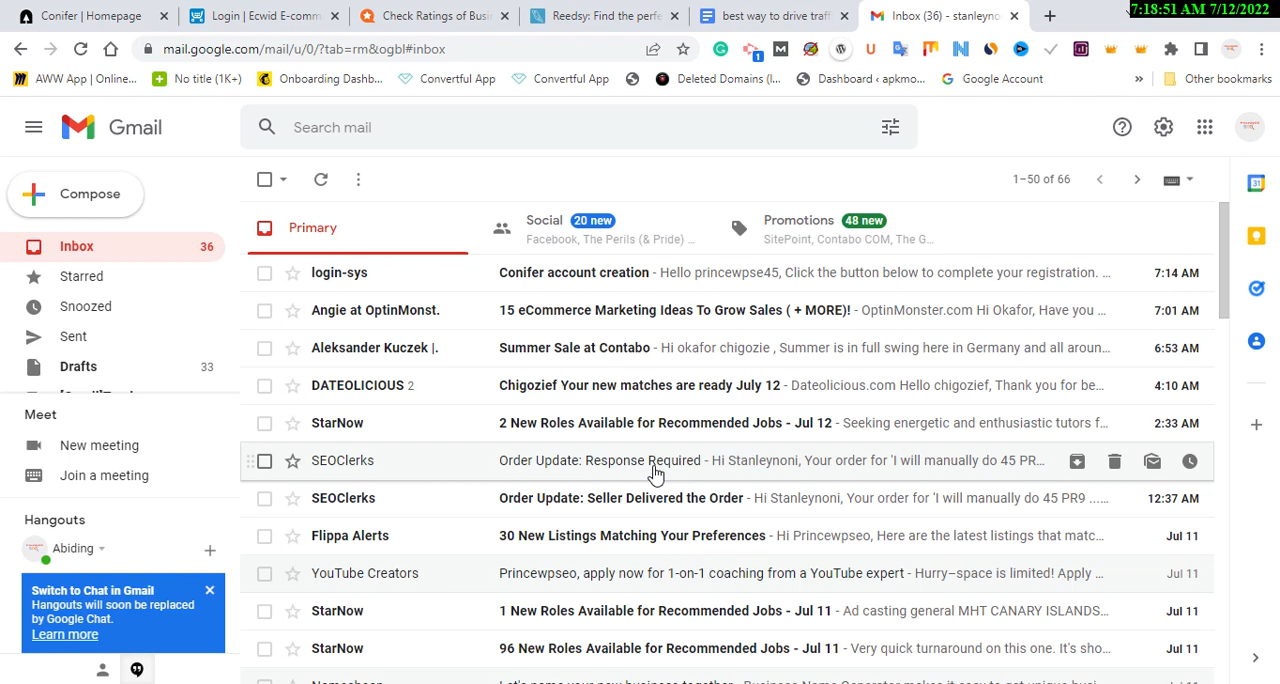 Conifer | Homepage
Login | Ecwid E-comm
Check Ratings of Busi
Reedsy: Find the perfe
best way to drive traff
Inbox (36) - stanleyno
7:18:51 AM 7/12/2022
mail.google.com/mail/u/0/?tab=rm&ogbl#inbox
AWW App | Online...
No title (1K+)
Onboarding Dashb...
Convertful App
Convertful App
Deleted Domains (I...
Dashboard ‹ apkmo...
Google Account
»
Other bookmarks
Gmail
Search mail
Compose
1–50 of 66
Inbox 36
Starred
Snoozed
Sent
Drafts 33
Meet
New meeting
Join a meeting
Hangouts
Abiding
Switch to Chat in Gmail
Hangouts will soon be replaced
by Google Chat.
Learn more
Primary
Social 20 new
Facebook, The Perils (& Pride) ...
Promotions 48 new
SitePoint, Contabo COM, The G...
login-sys Conifer account creation - Hello princewpse45, Click the button below to complete your registration. ... 7:14 AM
Angie at OptinMonst. 15 eCommerce Marketing Ideas To Grow Sales ( + MORE)! - OptinMonster.com Hi Okafor, Have you ... 7:01 AM
Aleksander Kuczek |. Summer Sale at Contabo - Hi okafor chigozie , Summer is in full swing here in Germany and all aroun... 6:53 AM
DATEOLICIOUS 2 Chigozief Your new matches are ready July 12 - Dateolicious.com Hello chigozief, Thank you for be... 4:10 AM
StarNow 2 New Roles Available for Recommended Jobs - Jul 12 - Seeking energetic and enthusiastic tutors f... 2:33 AM
SEOClerks Order Update: Response Required - Hi Stanleynoni, Your order for 'I will manually do 45 PR...
SEOClerks Order Update: Seller Delivered the Order - Hi Stanleynoni, Your order for 'I will manually do 45 PR9 ...... 12:37 AM
Flippa Alerts 30 New Listings Matching Your Preferences - Hi Princewpseo, Here are the latest listings that matc... Jul 11
YouTube Creators Princewpseo, apply now for 1-on-1 coaching from a YouTube expert - Hurry–space is limited! Apply ... Jul 11
StarNow 1 New Roles Available for Recommended Jobs - Jul 11 - Ad casting general MHT CANARY ISLANDS... Jul 11
StarNow 96 New Roles Available for Recommended Jobs - Jul 11 - Very quick turnaround on this one. It's sho... Jul 11